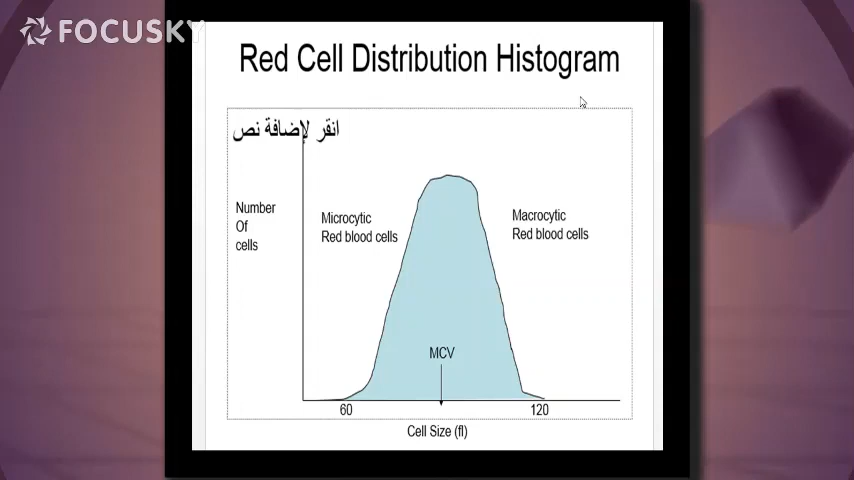 FOCUSKY
Red Cell Distribution Histogram
انقر لإضافة نص
Number
Of
cells
Microcytic
Red blood cells
Macrocytic
Red blood cells
MCV
60
120
Cell Size (fl)